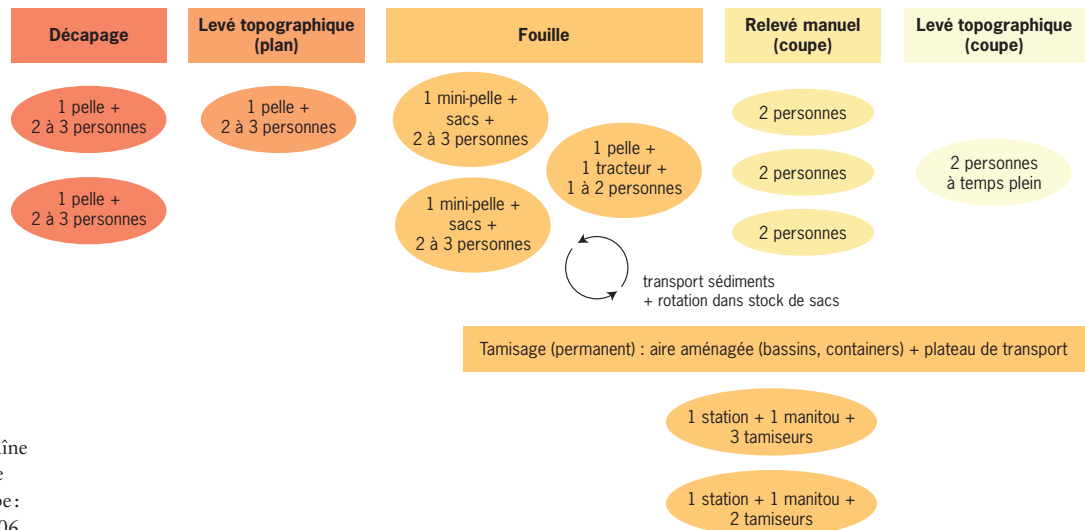 Décapage
Levé topographique
(plan)
Fouille
Relevé manuel
(coupe)
Levé topographique
(coupe)
1 pelle +
2 à 3 personnes
1 pelle +
2 à 3 personnes
1 pelle +
2 à 3 personnes
1 mini-pelle +
sacs +
2 à 3 personnes
1 mini-pelle +
sacs +
2 à 3 personnes
1 pelle +
1 tracteur +
1 à 2 personnes
2 personnes
2 personnes
2 personnes
2 personnes
à temps plein
transport sédiments
+ rotation dans stock de sacs
Tamisage (permanent) : aire aménagée (bassins, containers) + plateau de transport
1 station + 1 manitou +
3 tamiseurs
1 station + 1 manitou +
2 tamiseurs